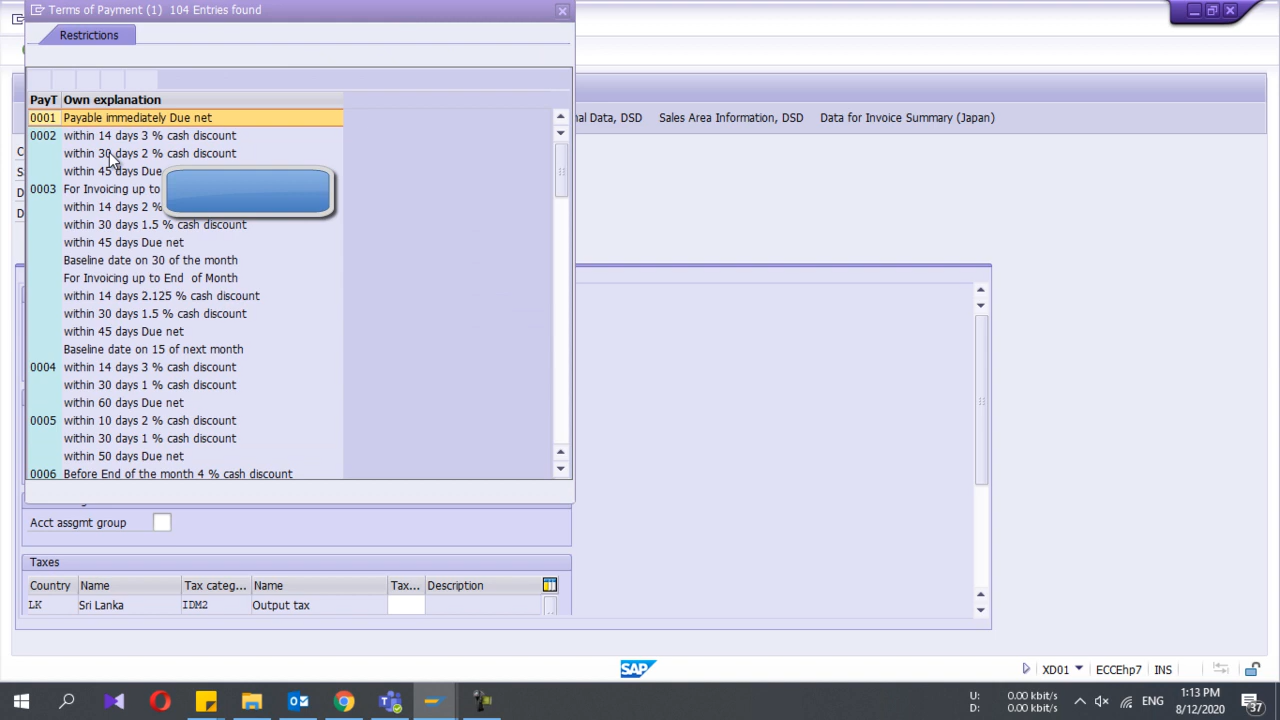 Terms of Payment (1) 104 Entries found
Restrictions
PayT Own explanation
0001 Payable immediately Due net
0002 within 14 days 3 % cash discount
within 30 days 2 % cash discount
within 45 days Due
0003 For Invoicing up to
within 14 days 2 %
within 30 days 1.5 % cash discount
within 45 days Due net
Baseline date on 30 of the month
For Invoicing up to End of Month
within 14 days 2.125 % cash discount
within 30 days 1.5 % cash discount
within 45 days Due net
Baseline date on 15 of next month
0004 within 14 days 3 % cash discount
within 30 days 1 % cash discount
within 60 days Due net
0005 within 10 days 2 % cash discount
within 30 days 1 % cash discount
within 50 days Due net
0006 Before End of the month 4 % cash discount
nal Data, DSD Sales Area Information, DSD Data for Invoice Summary (Japan)
C
S
D
D
Acct assgmt group
Taxes
Country Name Tax categ... Name Tax... Description
LK Sri Lanka IDM2 Output tax
SAP
XD01 ECCEhp7 INS
U: 0.00 kbit/s
D: 0.00 kbit/s
ENG
1:13 PM
8/12/2020
37